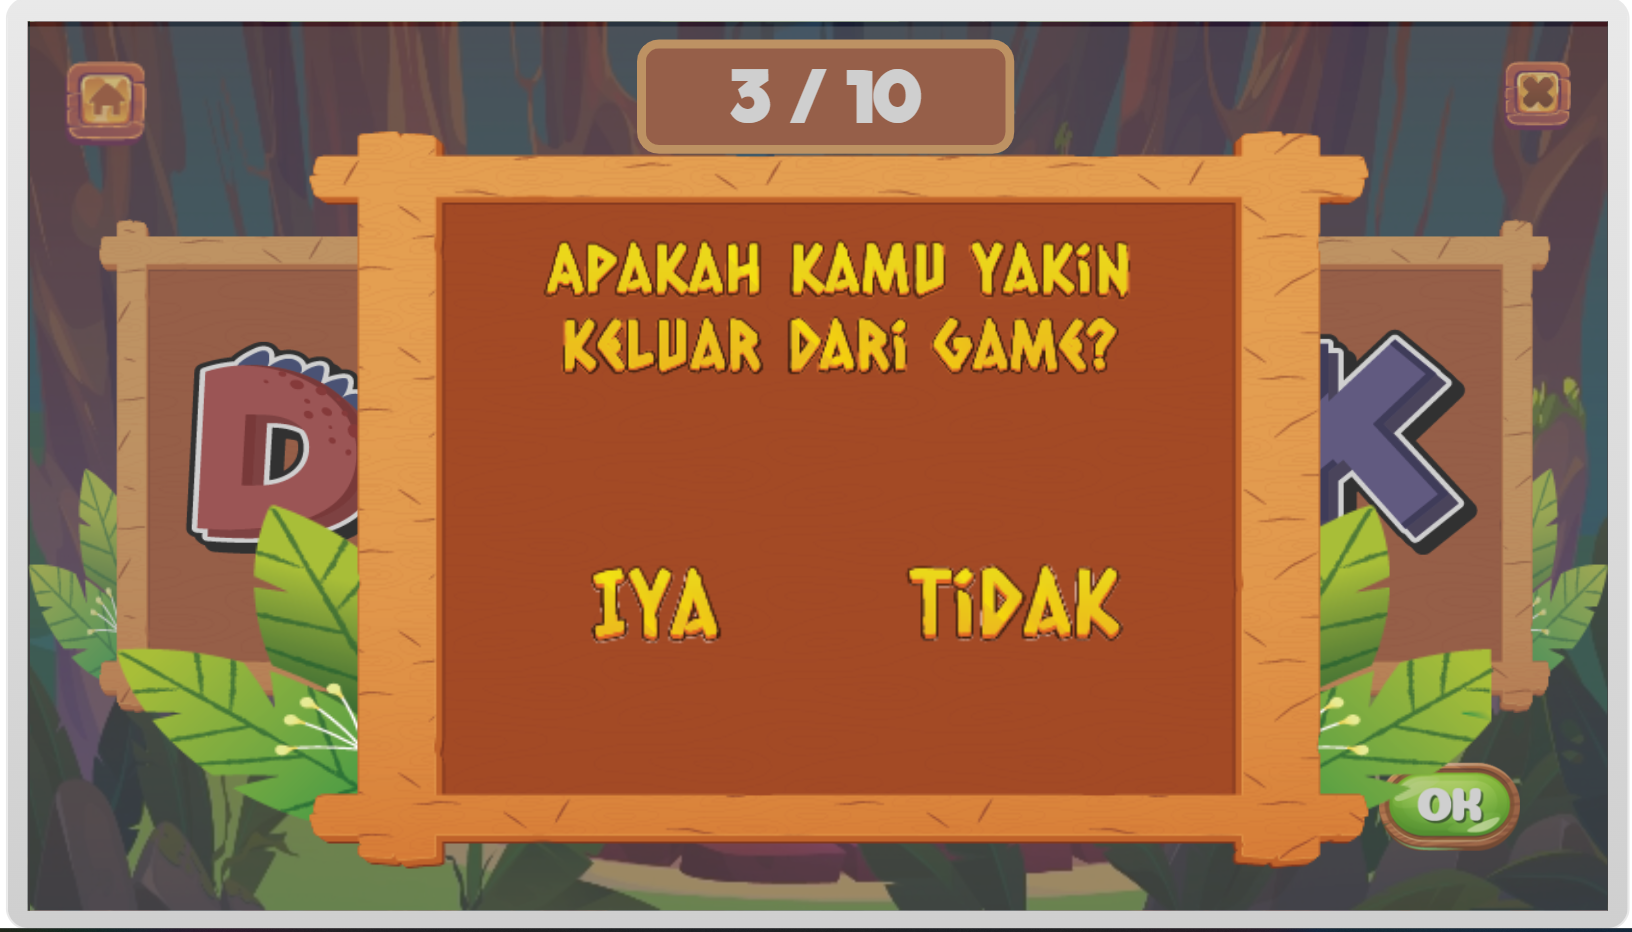 3 / 10
APAKAH KAMU YAKiN
KELUAR DARi GAME?
D
K
IYA TiDAK
OK